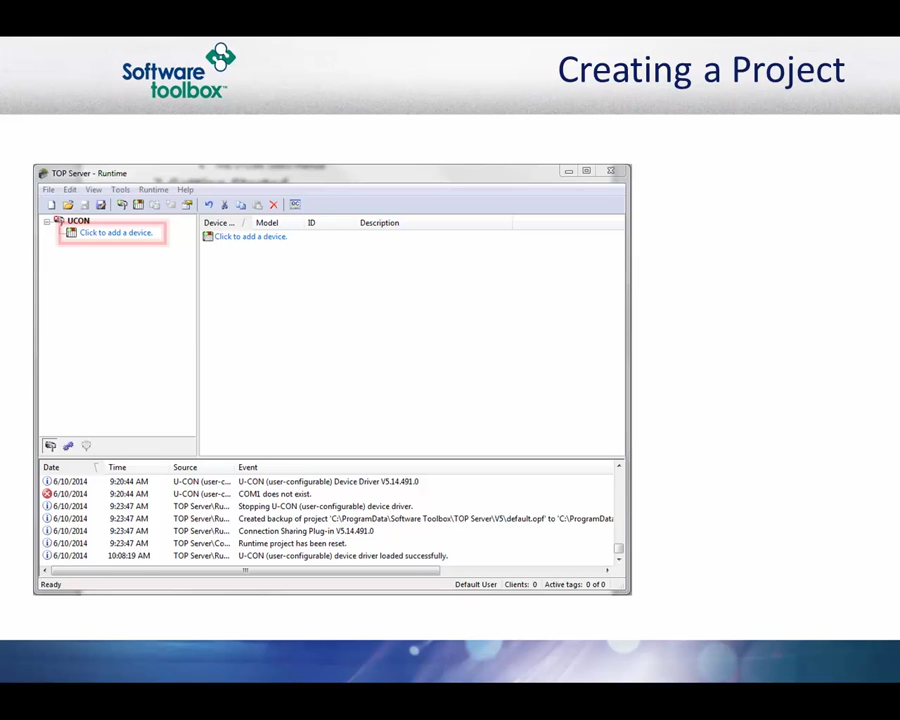 Software
toolbox
Creating a Project
TOP Server - Runtime
File Edit View Tools Runtime Help
UCON
Click to add a device.
Device ... / Model ID Description
Click to add a device.
Date Time Source Event
6/10/2014 9:20:44 AM U-CON (user-c... U-CON (user-configurable) Device Driver V5.14.491.0
6/10/2014 9:20:44 AM U-CON (user-c... COM1 does not exist.
6/10/2014 9:23:47 AM TOP Server\Ru... Stopping U-CON (user-configurable) device driver.
6/10/2014 9:23:47 AM TOP Server\Ru... Created backup of project 'C:\ProgramData\Software Toolbox\TOP Server\V5\default.opf' to 'C:\ProgramData
6/10/2014 9:23:47 AM TOP Server\Ru... Connection Sharing Plug-in V5.14.491.0
6/10/2014 9:23:47 AM TOP Server\Co... Runtime project has been reset.
6/10/2014 10:08:19 AM TOP Server\Ru... U-CON (user-configurable) device driver loaded successfully.
Ready Default User Clients: 0 Active tags: 0 of 0